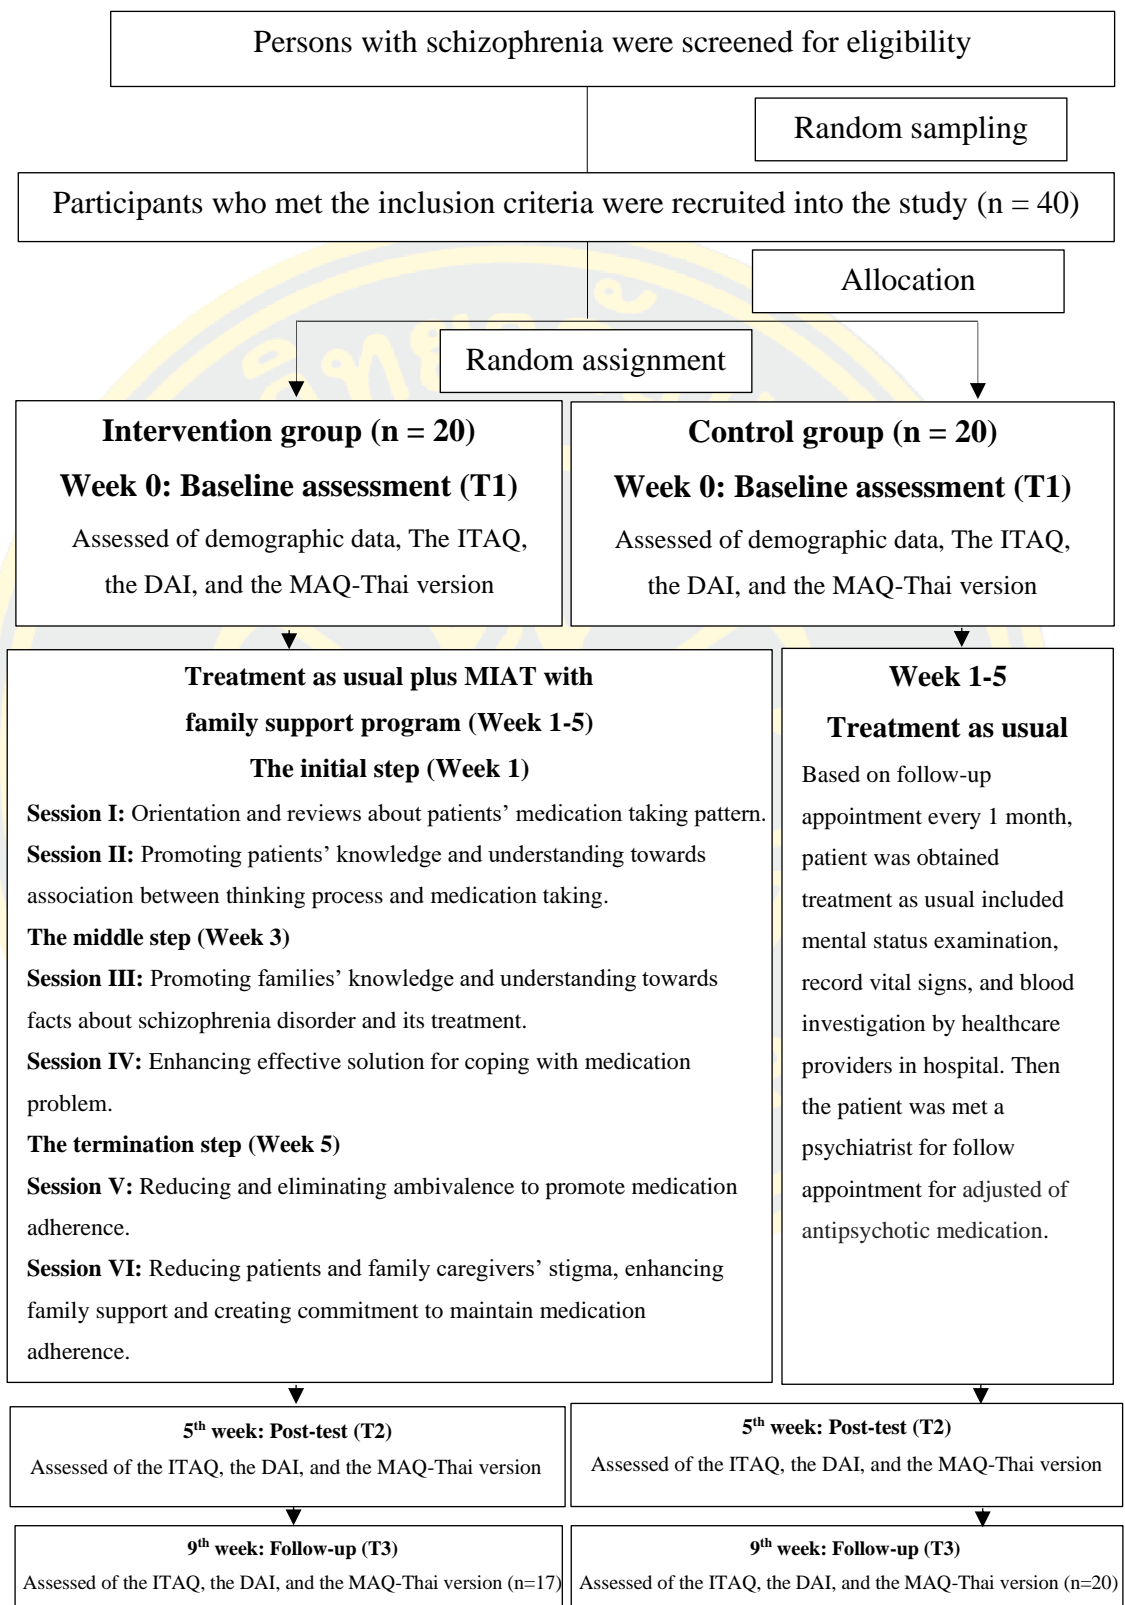 Persons with schizophrenia were screened for eligibility
Random sampling
Participants who met the inclusion criteria were recruited into the study (n = 40)
Allocation
Random assignment
Intervention group (n = 20)
Week 0: Baseline assessment (T1)
Assessed of demographic data, The ITAQ,
the DAI, and the MAQ-Thai version
Control group (n = 20)
Week 0: Baseline assessment (T1)
Assessed of demographic data, The ITAQ,
the DAI, and the MAQ-Thai version
Treatment as usual plus MIAT with
family support program (Week 1-5)
The initial step (Week 1)
Session I: Orientation and reviews about patients’ medication taking pattern.
Session II: Promoting patients’ knowledge and understanding towards
association between thinking process and medication taking.
The middle step (Week 3)
Session III: Promoting families’ knowledge and understanding towards
facts about schizophrenia disorder and its treatment.
Session IV: Enhancing effective solution for coping with medication
problem.
The termination step (Week 5)
Session V: Reducing and eliminating ambivalence to promote medication
adherence.
Session VI: Reducing patients and family caregivers’ stigma, enhancing
family support and creating commitment to maintain medication
adherence.
Week 1-5
Treatment as usual
Based on follow-up
appointment every 1 month,
patient was obtained
treatment as usual included
mental status examination,
record vital signs, and blood
investigation by healthcare
providers in hospital. Then
the patient was met a
psychiatrist for follow
appointment for adjusted of
antipsychotic medication.
5th week: Post-test (T2)
Assessed of the ITAQ, the DAI, and the MAQ-Thai version
5th week: Post-test (T2)
Assessed of the ITAQ, the DAI, and the MAQ-Thai version
9th week: Follow-up (T3)
Assessed of the ITAQ, the DAI, and the MAQ-Thai version (n=17)
9th week: Follow-up (T3)
Assessed of the ITAQ, the DAI, and the MAQ-Thai version (n=20)